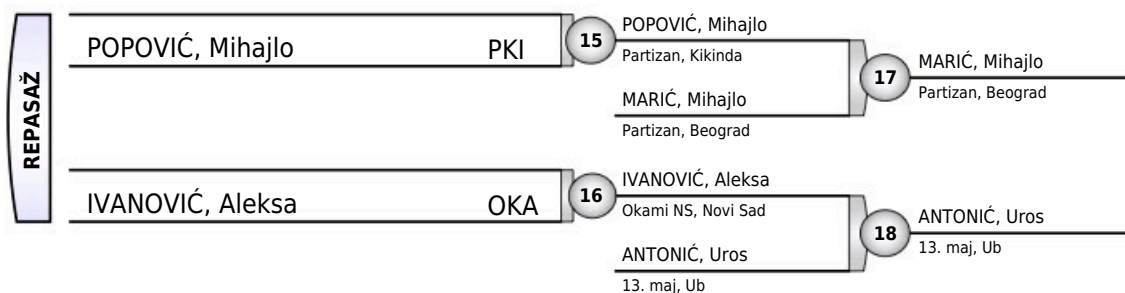 REPASAŽ
POPOVIĆ, Mihajlo PKI
15
POPOVIĆ, Mihajlo
Partizan, Kikinda
MARIĆ, Mihajlo
Partizan, Beograd
17
MARIĆ, Mihajlo
Partizan, Beograd
IVANOVIĆ, Aleksa OKA
16
IVANOVIĆ, Aleksa
Okami NS, Novi Sad
ANTONIĆ, Uros
13. maj, Ub
18
ANTONIĆ, Uros
13. maj, Ub